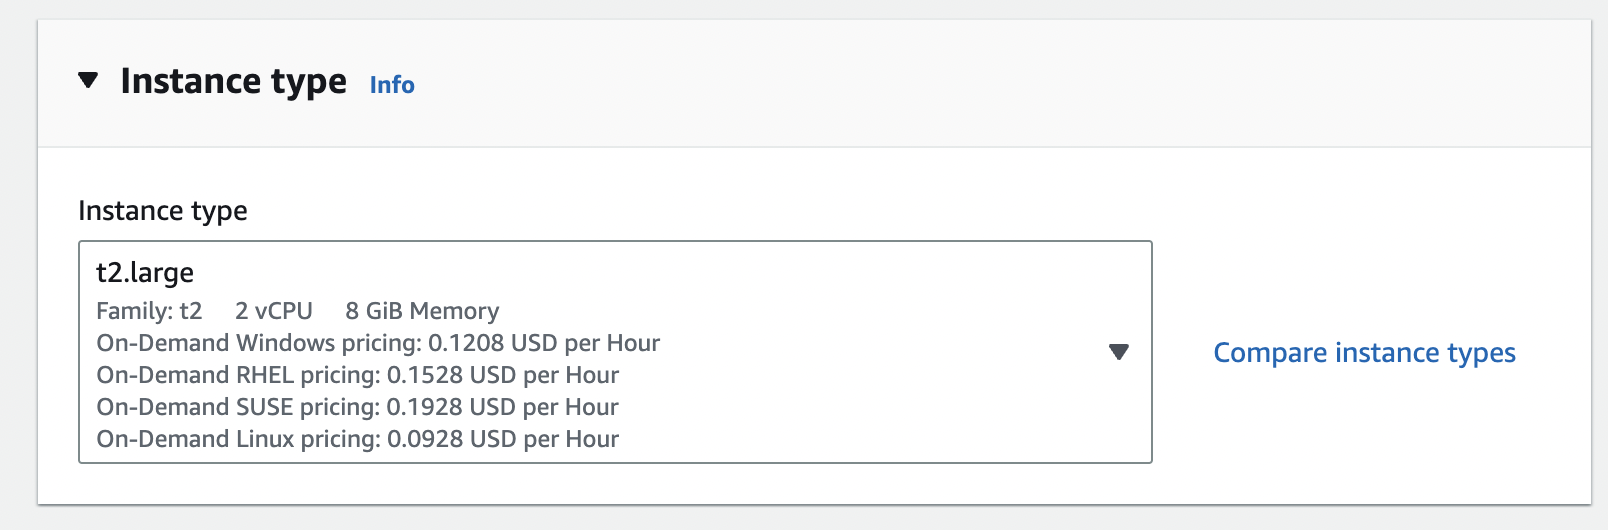 Instance type Info
Instance type
t2.large
Family: t2 2 vCPU 8 GiB Memory
On-Demand Windows pricing: 0.1208 USD per Hour
On-Demand RHEL pricing: 0.1528 USD per Hour
On-Demand SUSE pricing: 0.1928 USD per Hour
On-Demand Linux pricing: 0.0928 USD per Hour
Compare instance types